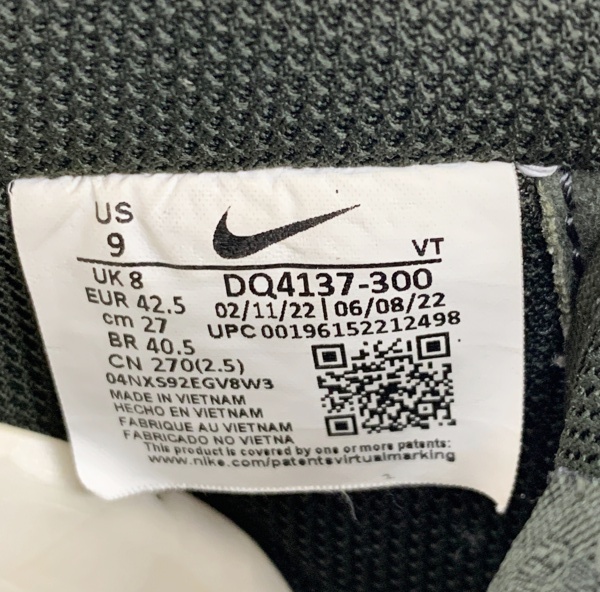 US
9
VT
UK 8
EUR 42.5
cm 27
BR 40.5
CN 270(2.5)
04NXS92EGV8W3
DQ4137-300
02/11/22 | 06/08/22
UPC 00196152212498
MADE IN VIETNAM
HECHO EN VIETNAM
FABRIQUE AU VIETNAM
FABRICADO NO VIETNA
This product is covered by one or more patents:
www.nike.com/patentsvirtualmarking